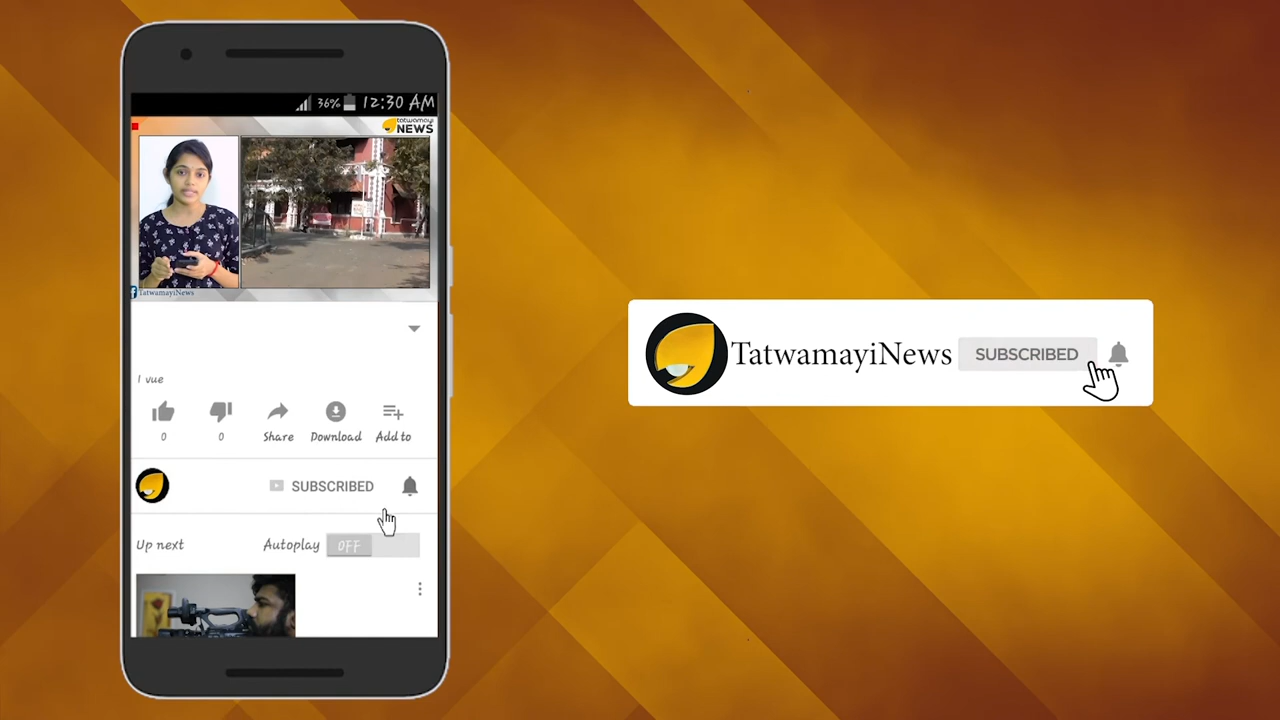 36% 12:30 AM
tatwamayi
NEWS
TatwamayiNews
1 vue
0 0 Share Download Add to
SUBSCRIBED
Up next Autoplay OFF
TatwamayiNews SUBSCRIBED